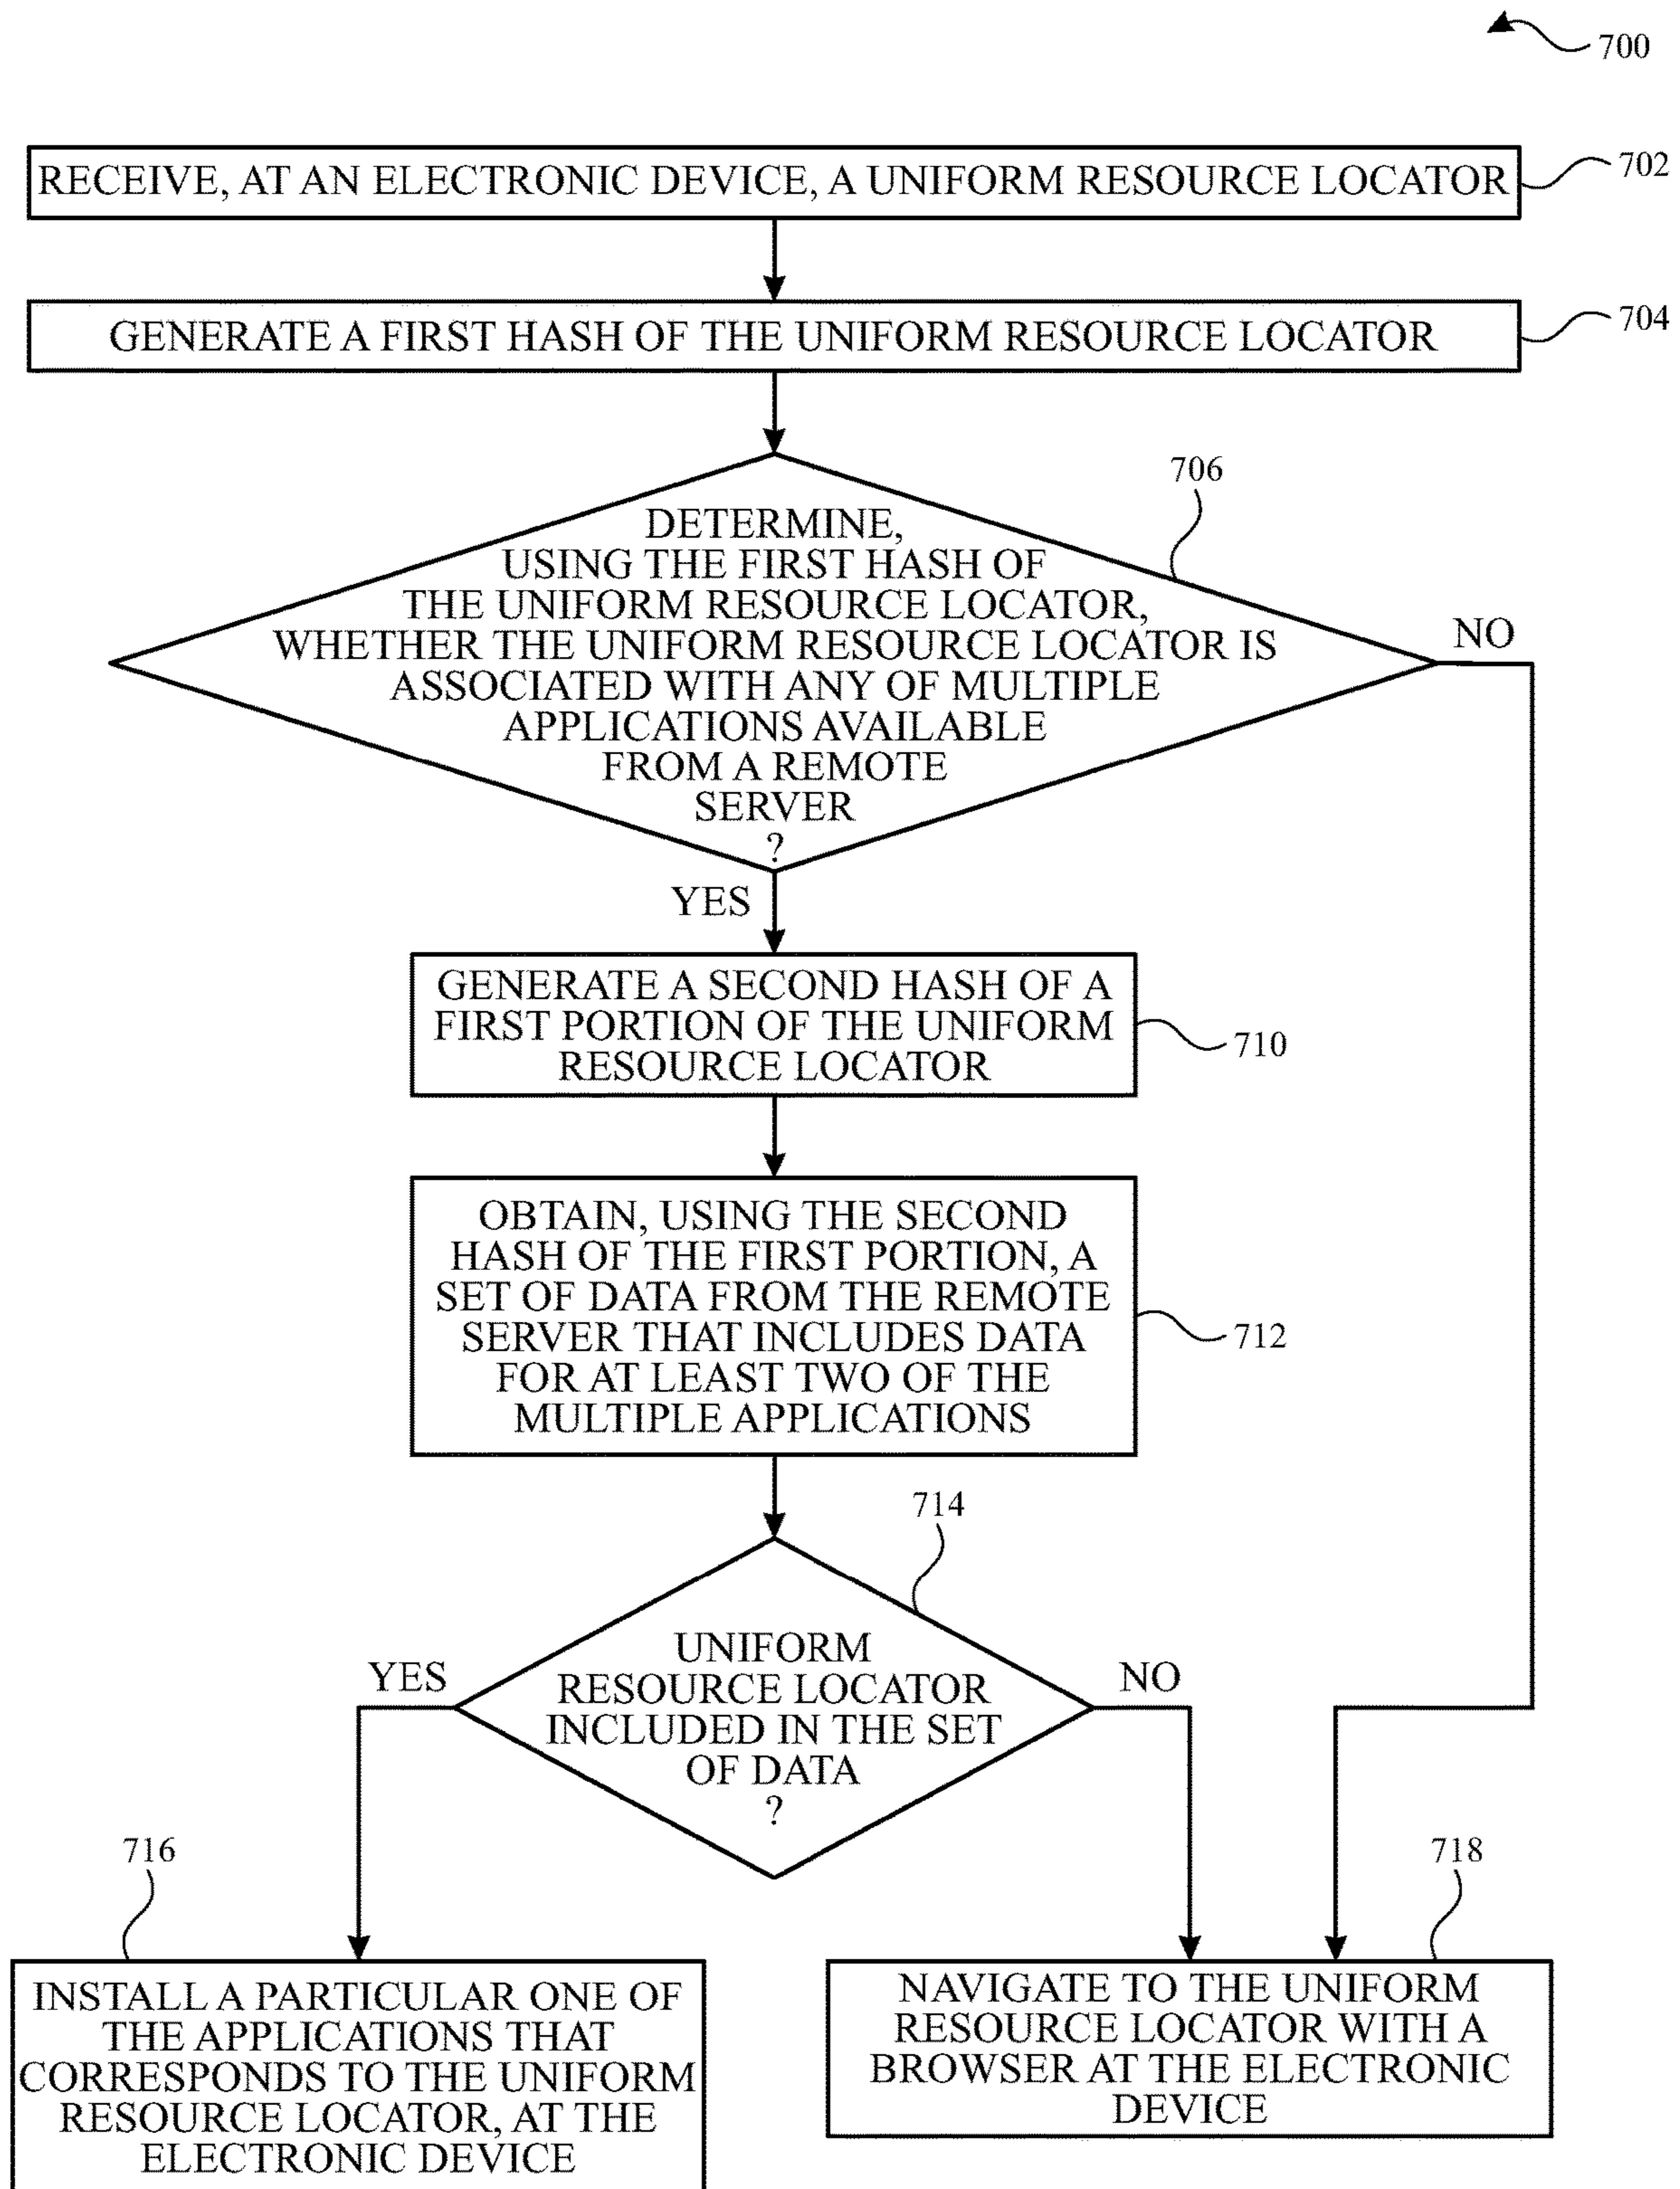 700
RECEIVE, AT AN ELECTRONIC DEVICE, A UNIFORM RESOURCE LOCATOR
702
GENERATE A FIRST HASH OF THE UNIFORM RESOURCE LOCATOR
704
706
DETERMINE,
USING THE FIRST HASH OF
THE UNIFORM RESOURCE LOCATOR,
WHETHER THE UNIFORM RESOURCE LOCATOR IS
ASSOCIATED WITH ANY OF MULTIPLE
APPLICATIONS AVAILABLE
FROM A REMOTE
SERVER
?
NO
YES
GENERATE A SECOND HASH OF A
FIRST PORTION OF THE UNIFORM
RESOURCE LOCATOR
710
OBTAIN, USING THE SECOND
HASH OF THE FIRST PORTION, A
SET OF DATA FROM THE REMOTE
SERVER THAT INCLUDES DATA
FOR AT LEAST TWO OF THE
MULTIPLE APPLICATIONS
712
714
UNIFORM
RESOURCE LOCATOR
INCLUDED IN THE SET
OF DATA
?
YES
NO
716
INSTALL A PARTICULAR ONE OF
THE APPLICATIONS THAT
CORRESPONDS TO THE UNIFORM
RESOURCE LOCATOR, AT THE
ELECTRONIC DEVICE
718
NAVIGATE TO THE UNIFORM
RESOURCE LOCATOR WITH A
BROWSER AT THE ELECTRONIC
DEVICE